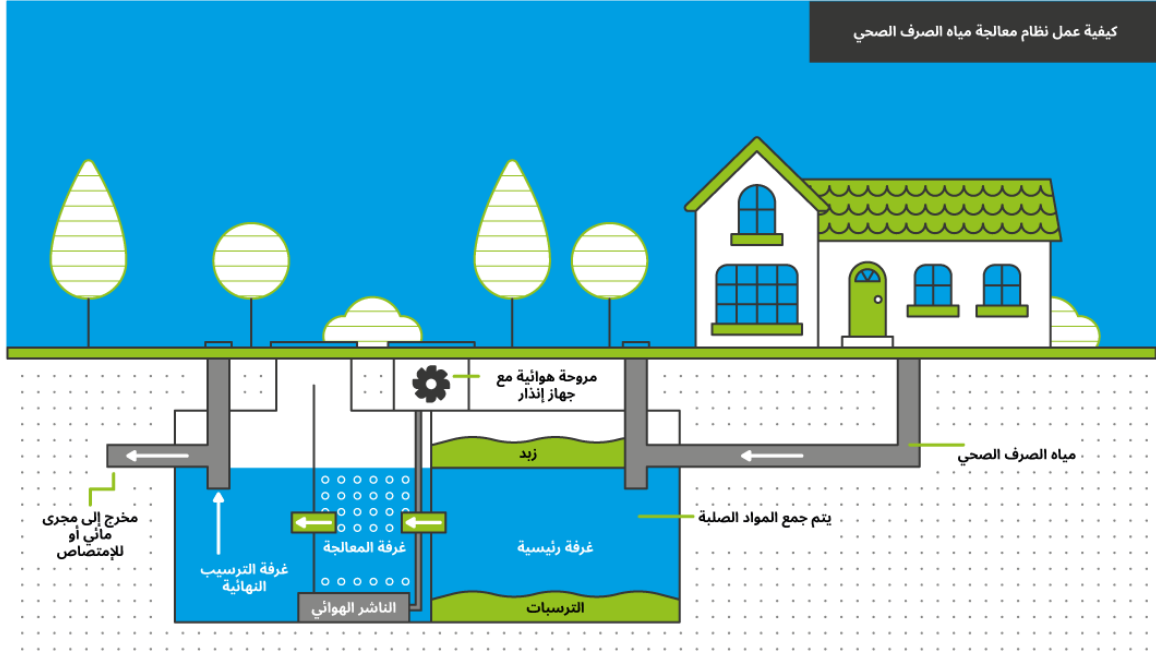 كيفية عمل نظام معالجة مياه الصرف الصحي
مروحة هوائية مع
جهاز إنذار
مياه الصرف الصحي
زبد
يتم جمع المواد الصلبة
غرفة رئيسية
الترسبات
غرفة المعالجة
الناشر الهوائي
غرفة الترسيب
النهائية
مخرج إلى مجرى
مائي أو
للإمتصاص